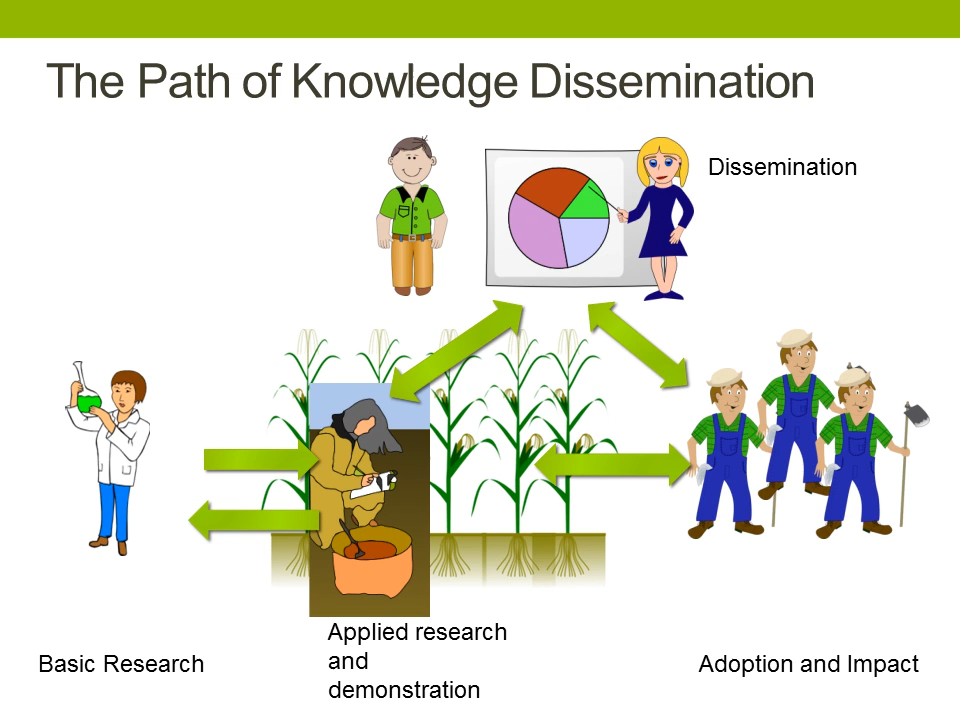 The Path of Knowledge Dissemination
Dissemination
Basic Research
Applied research
and
demonstration
Adoption and Impact